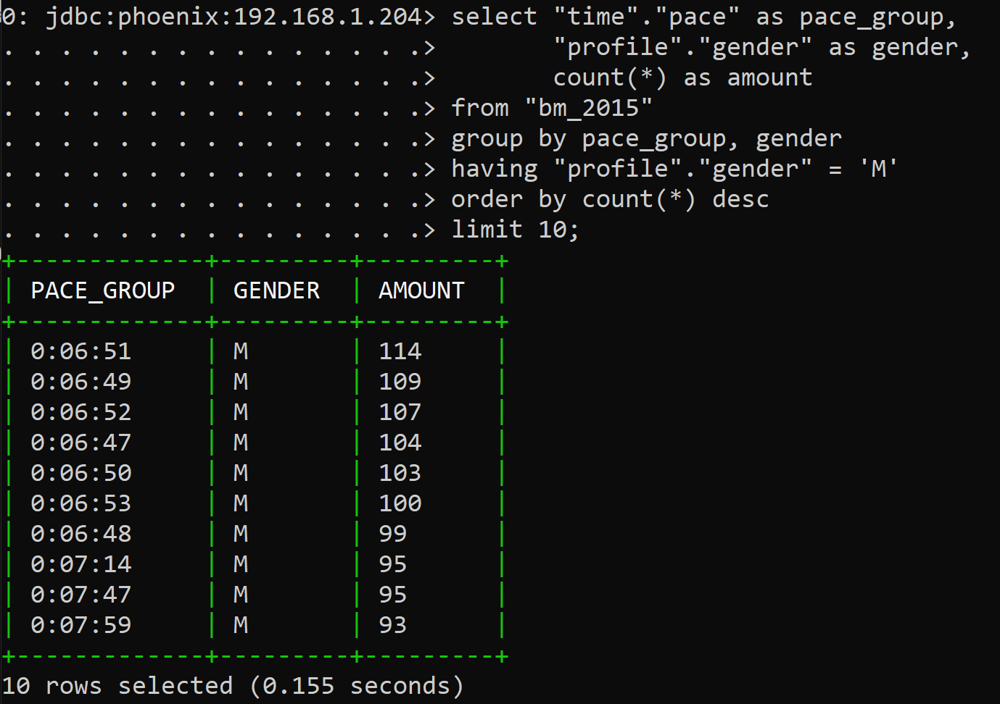 0: jdbc:phoenix:192.168.1.204> select "time"."pace" as pace_group,
. . . . . . . . . . . . . . .>        "profile"."gender" as gender,
. . . . . . . . . . . . . . .>        count(*) as amount
. . . . . . . . . . . . . . .> from "bm_2015"
. . . . . . . . . . . . . . .> group by pace_group, gender
. . . . . . . . . . . . . . .> having "profile"."gender" = 'M'
. . . . . . . . . . . . . . .> order by count(*) desc
. . . . . . . . . . . . . . .> limit 10;
+-------------+---------+---------+
| PACE_GROUP  | GENDER  | AMOUNT  |
+-------------+---------+---------+
| 0:06:51     | M       | 114     |
| 0:06:49     | M       | 109     |
| 0:06:52     | M       | 107     |
| 0:06:47     | M       | 104     |
| 0:06:50     | M       | 103     |
| 0:06:53     | M       | 100     |
| 0:06:48     | M       | 99      |
| 0:07:14     | M       | 95      |
| 0:07:47     | M       | 95      |
| 0:07:59     | M       | 93      |
+-------------+---------+---------+
10 rows selected (0.155 seconds)